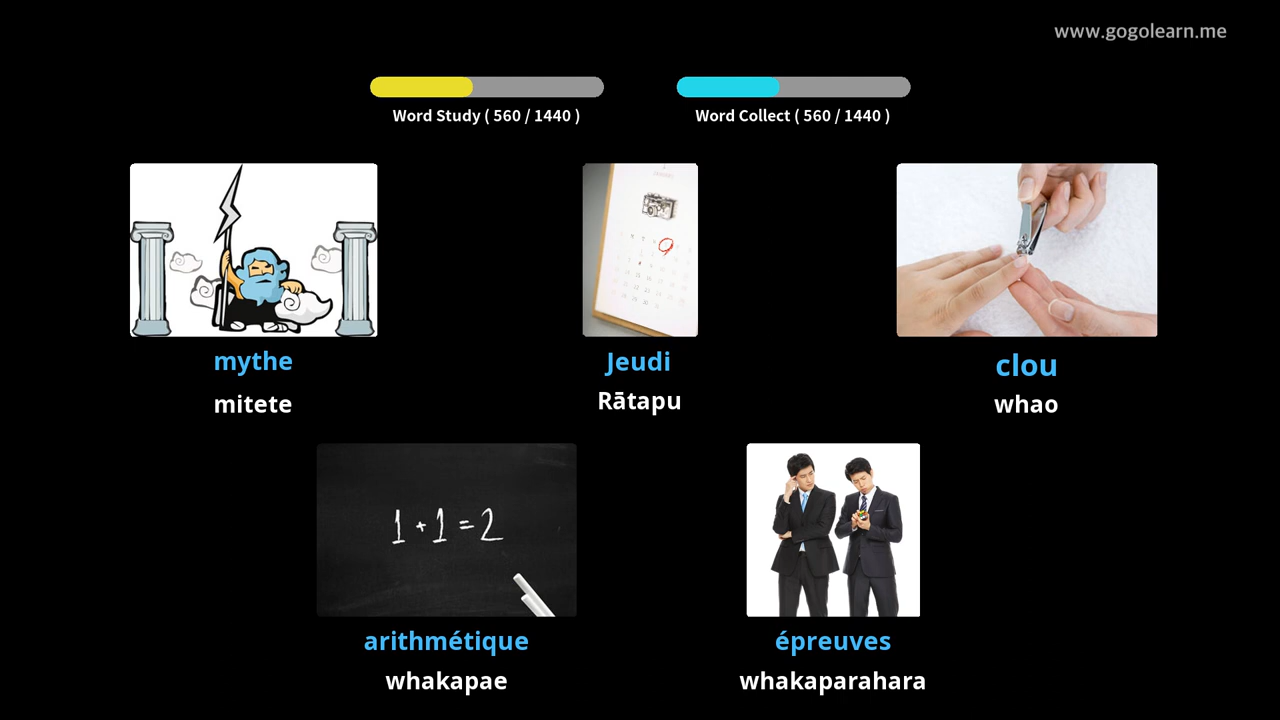 www.gogolearn.me
Word Study ( 560 / 1440 )
Word Collect ( 560 / 1440 )
mythe
mitete
Jeudi
Rātapu
clou
whao
1 + 1 = 2
arithmétique
whakapae
épreuves
whakaparahara